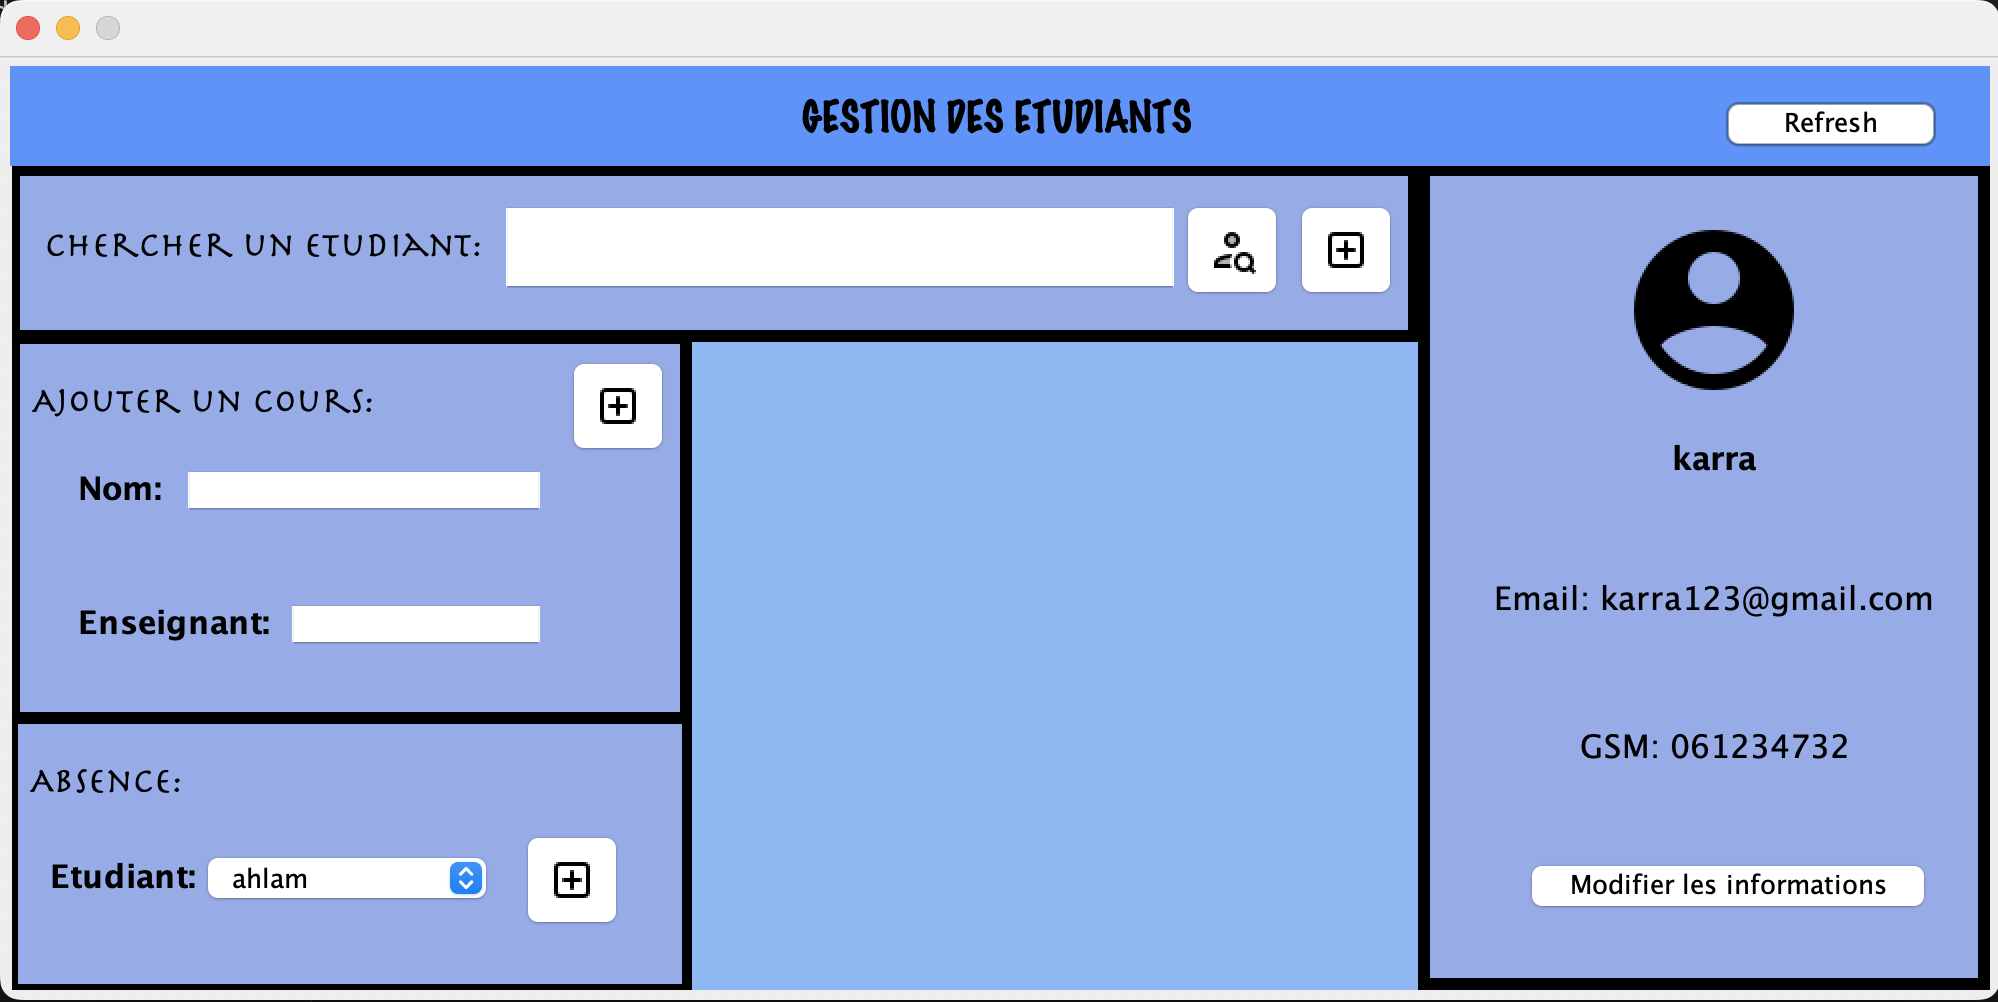 GESTION DES ETUDIANTS
Refresh
CHERCHER UN ETUDIANT:
AJOUTER UN COURS:
Nom:
Enseignant:
ABSENCE:
Etudiant: ahlam
karra
Email: karra123@gmail.com
GSM: 061234732
Modifier les informations